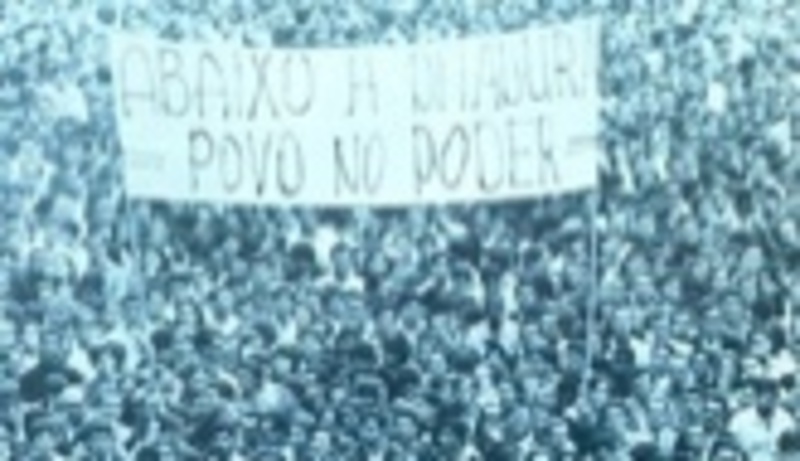 ABAIXO A DITADURA
- POVO NO PODER -